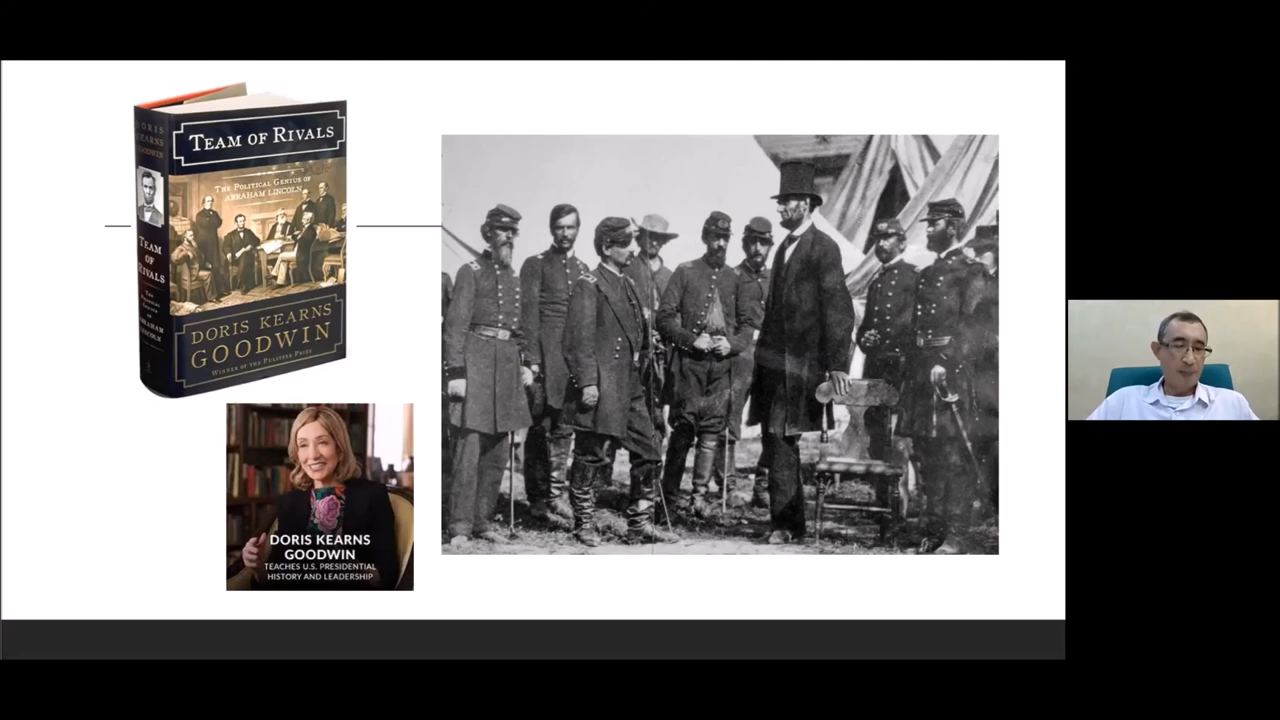 DORIS
KEARNS
GOODWIN
TEAM
OF
RIVALS
THE
POLITICAL
GENIUS
OF
ABRAHAM
LINCOLN
TEAM OF RIVALS
THE POLITICAL GENIUS OF
ABRAHAM LINCOLN
DORIS KEARNS
GOODWIN
WINNER OF THE PULITZER PRIZE
DORIS KEARNS
GOODWIN
TEACHES U.S. PRESIDENTIAL
HISTORY AND LEADERSHIP